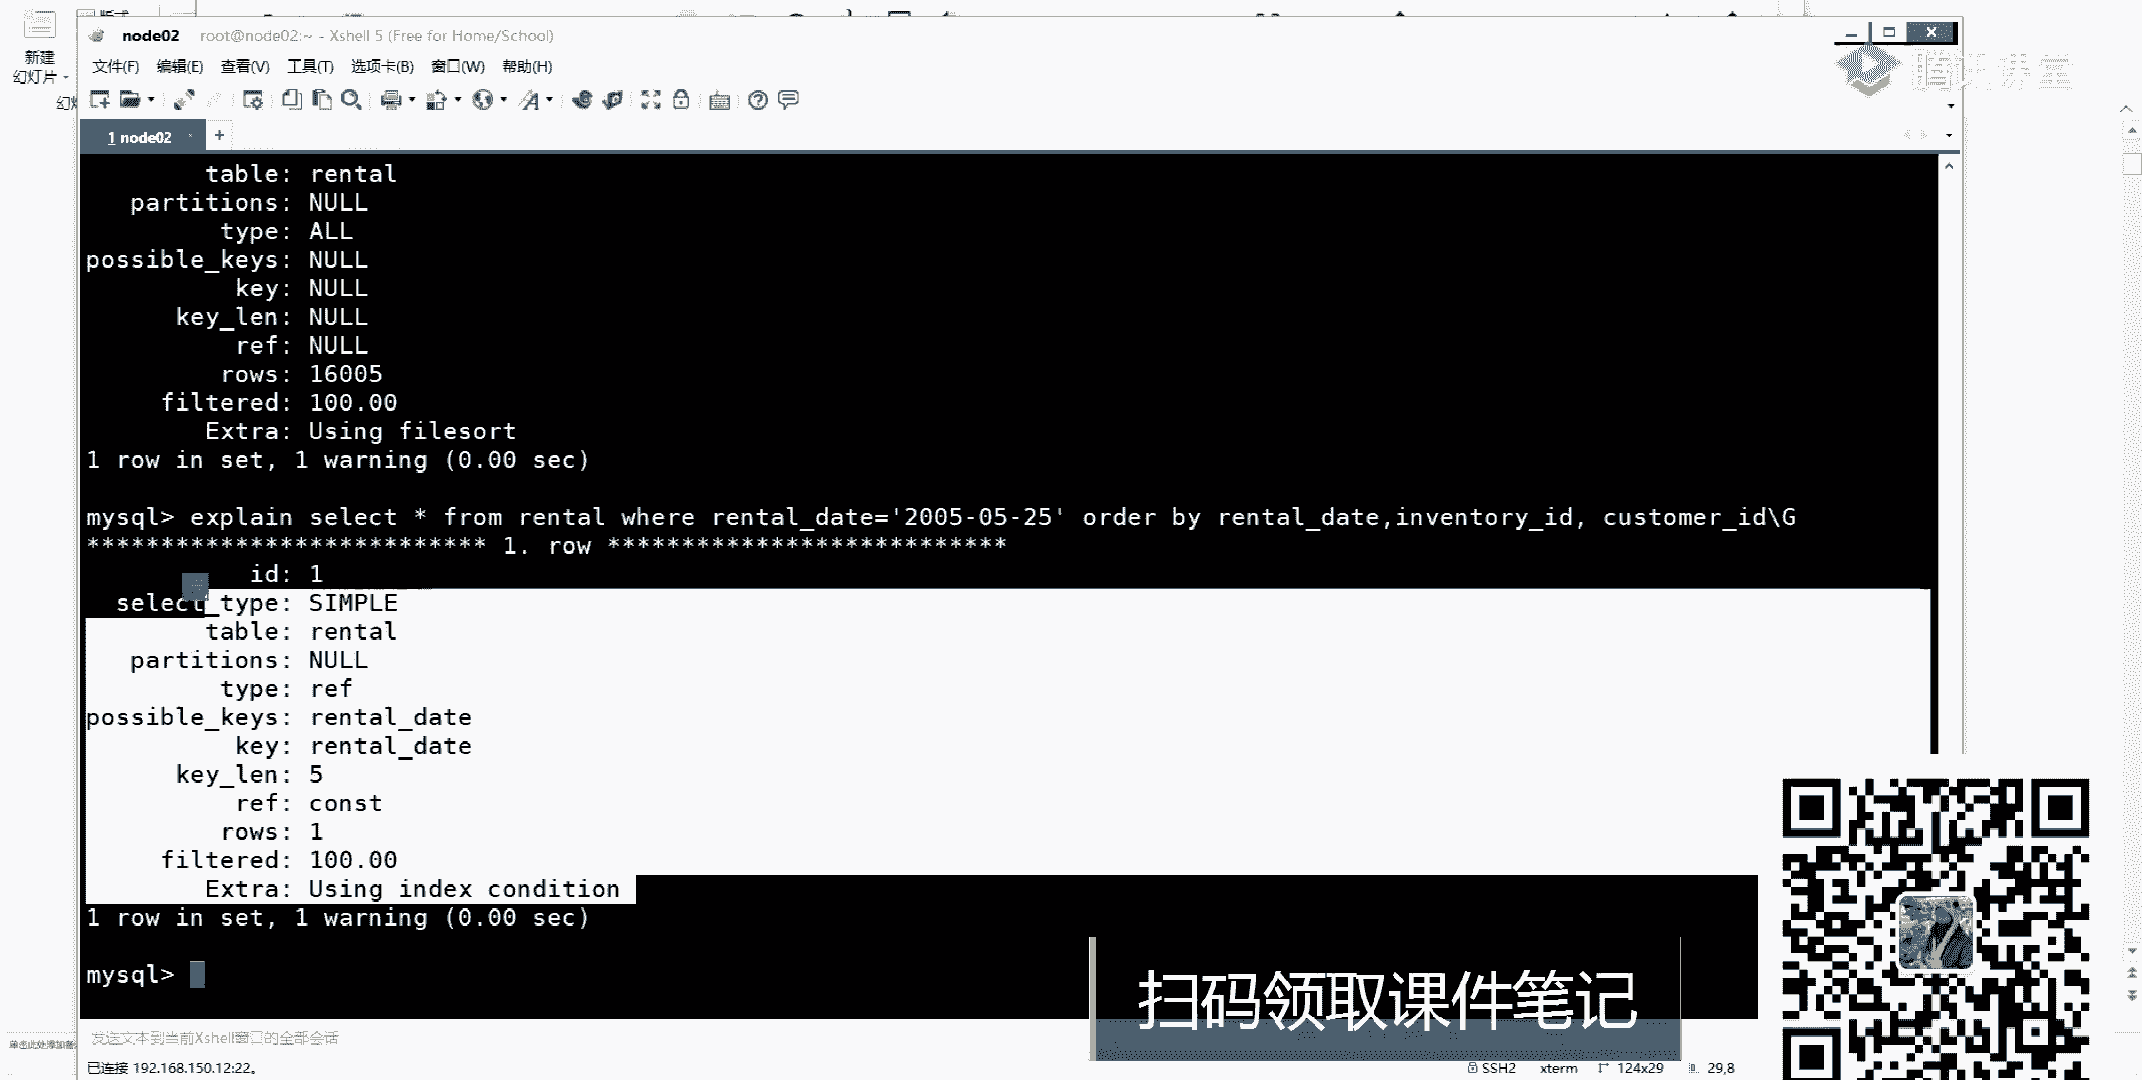 新建
幻灯片
node02 root@node02:~ - Xshell 5 (Free for Home/School)
文件(F) 编辑(E) 查看(V) 工具(T) 选项卡(B) 窗口(W) 帮助(H)
腾讯课堂
1 node02 +
table: rental
partitions: NULL
type: ALL
possible_keys: NULL
key: NULL
key_len: NULL
ref: NULL
rows: 16005
filtered: 100.00
Extra: Using filesort
1 row in set, 1 warning (0.00 sec)
mysql> explain select * from rental where rental_date='2005-05-25' order by rental_date,inventory_id, customer_id\G
*************************** 1. row ***************************
id: 1
select_type: SIMPLE
table: rental
partitions: NULL
type: ref
possible_keys: rental_date
key: rental_date
key_len: 5
ref: const
rows: 1
filtered: 100.00
Extra: Using index condition
1 row in set, 1 warning (0.00 sec)
mysql>
扫码领取课件笔记
发送文本到当前Xshell窗口的全部会话
已连接 192.168.150.12:22。 SSH2 xterm 124x29 29,8